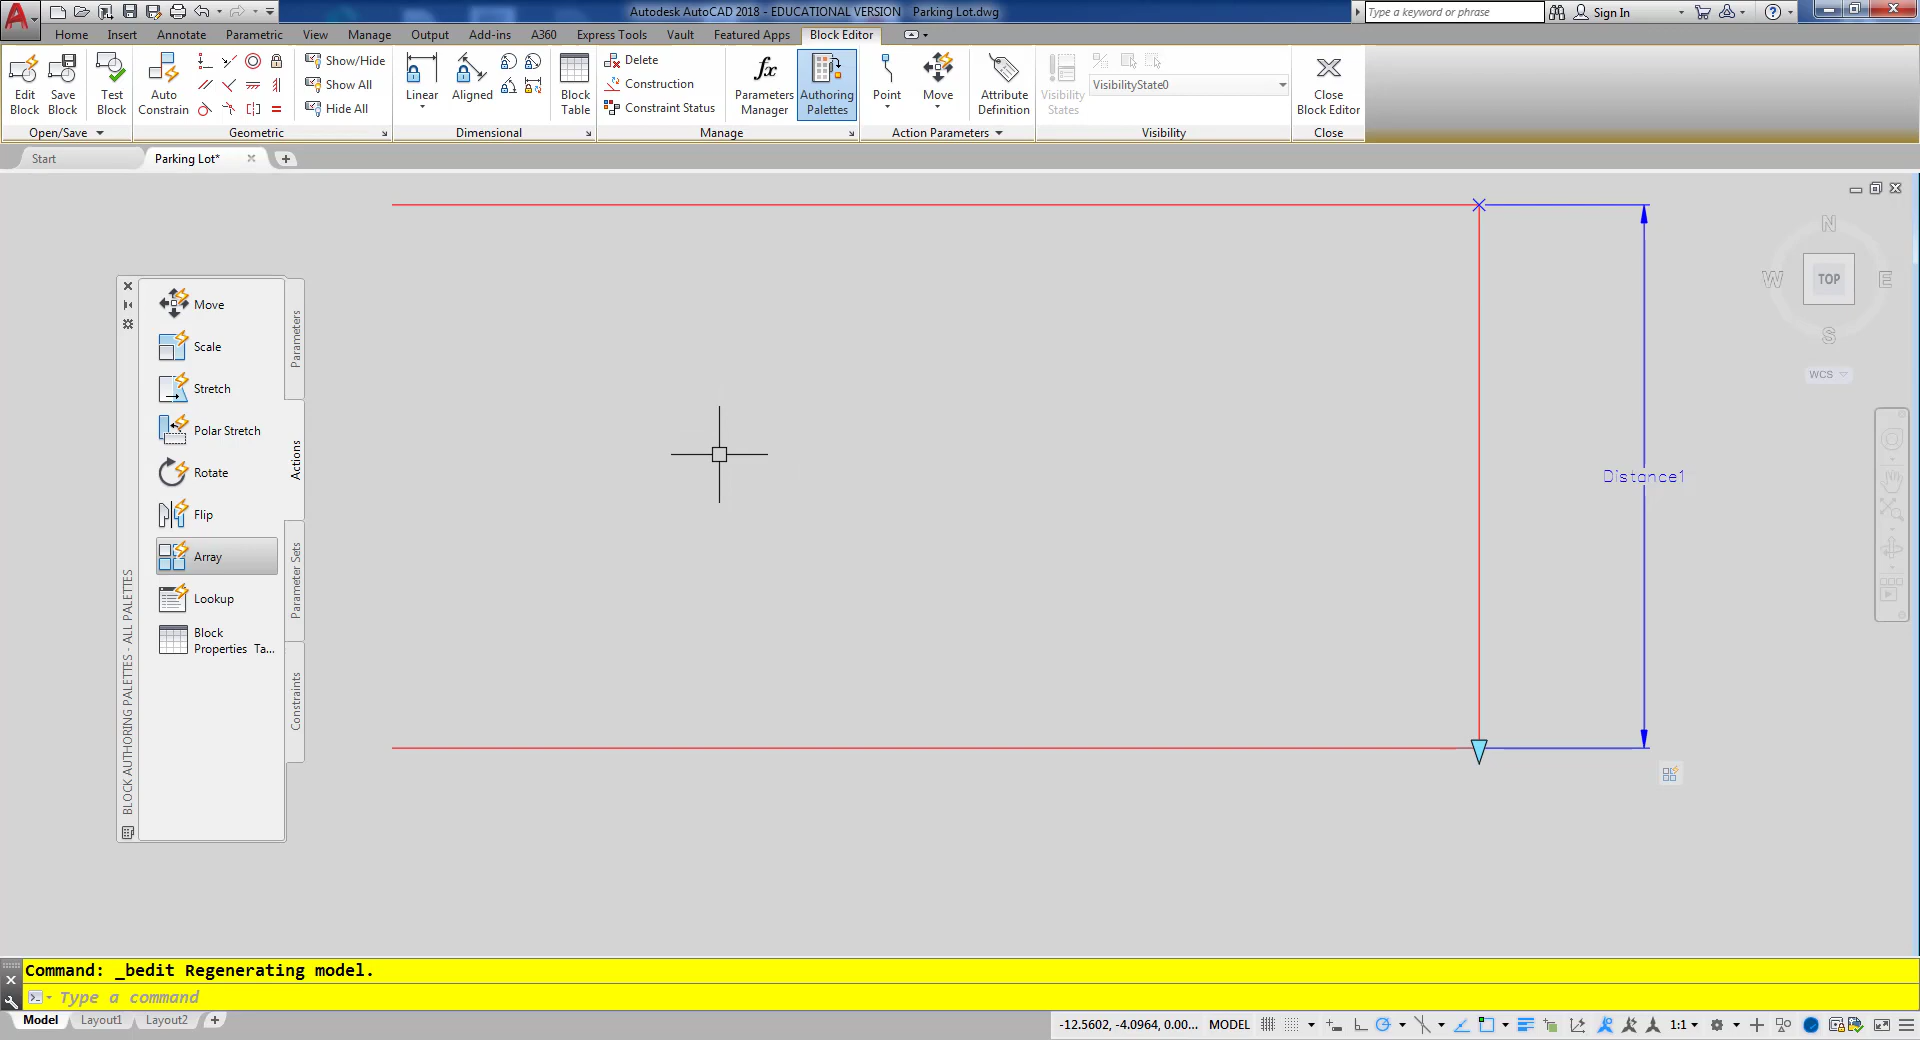 Autodesk AutoCAD 2018 - EDUCATIONAL VERSION Parking Lot.dwg
Type a keyword or phrase
Sign In
Home Insert Annotate Parametric View Manage Output Add-ins A360 Express Tools Vault Featured Apps Block Editor
Edit Block
Save Block
Test Block
Open/Save
Auto Constrain
Geometric
Show/Hide
Show All
Hide All
Linear
Aligned
Dimensional
Block Table
Delete
Construction
Constraint Status
Parameters Manager
Authoring Palettes
Manage
Point
Move
Action Parameters
Attribute Definition
Visibility States
VisibilityState0
Visibility
Close Block Editor
Close
Start
Parking Lot*
Move
Scale
Stretch
Polar Stretch
Rotate
Flip
Array
Lookup
Block
Properties Ta...
Parameters
Actions
Parameter Sets
Constraints
BLOCK AUTHORING PALETTES - ALL PALETTES
Distance1
N
W
TOP
E
S
WCS
Command: _bedit Regenerating model.
Type a command
Model Layout1 Layout2
-12.5602, -4.0964, 0.00... MODEL
1:1